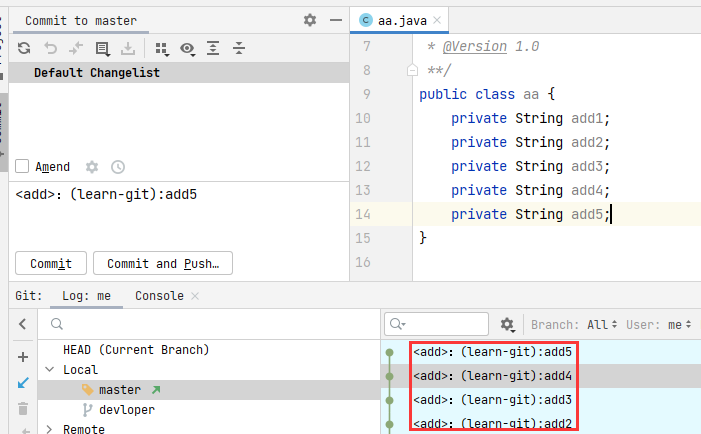 Commit to master
Default Changelist
Amend
<add>: (learn-git):add5
Commit
Commit and Push...
aa.java
7 * @Version 1.0
8 **/
9 public class aa {
10 private String add1;
11 private String add2;
12 private String add3;
13 private String add4;
14 private String add5;
15 }
16
Git: Log: me Console
HEAD (Current Branch)
Local
master
devloper
Remote
Branch: All User: me
<add>: (learn-git):add5
<add>: (learn-git):add4
<add>: (learn-git):add3
<add>: (learn-git):add2